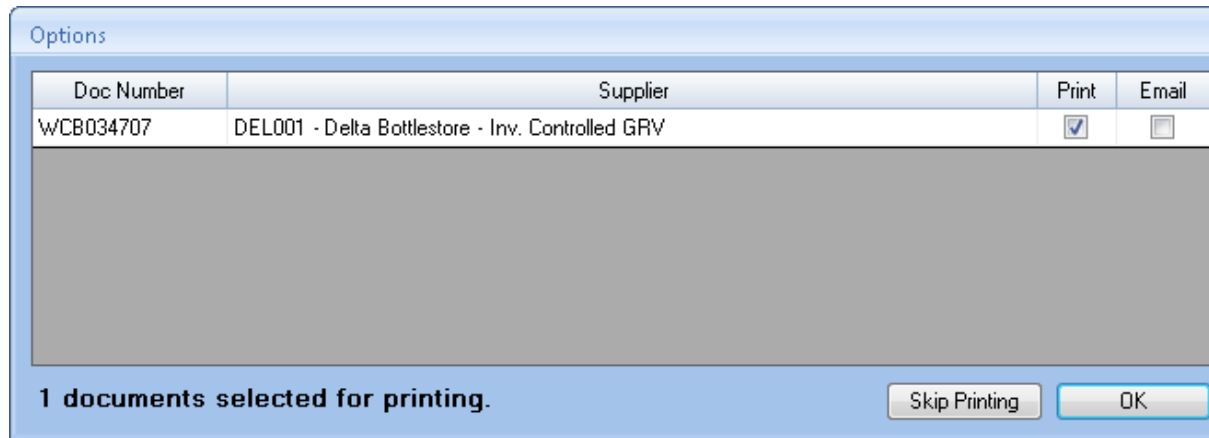 Options
Doc Number Supplier Print Email
WCB034707 DEL001 - Delta Bottlestore - Inv. Controlled GRV
1 documents selected for printing. Skip Printing OK